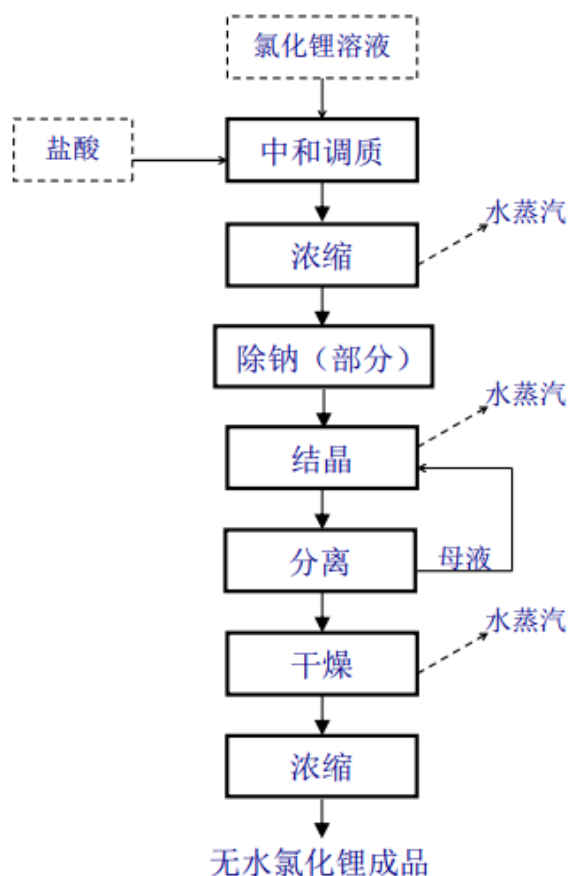 氯化锂溶液
盐酸
中和调质
水蒸汽
浓缩
除钠（部分）
水蒸汽
结晶
分离
母液
水蒸汽
干燥
浓缩
无水氯化锂成品